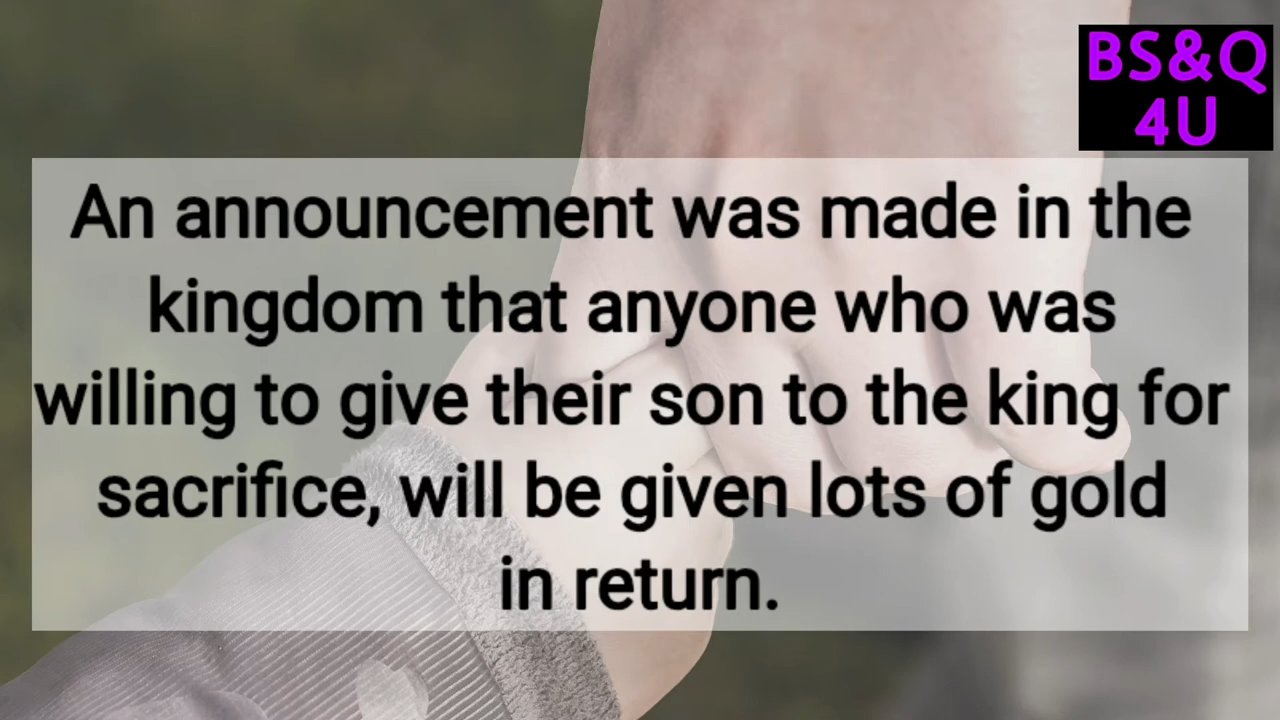 BS&Q
4U
An announcement was made in the
kingdom that anyone who was
willing to give their son to the king for
sacrifice, will be given lots of gold
in return.